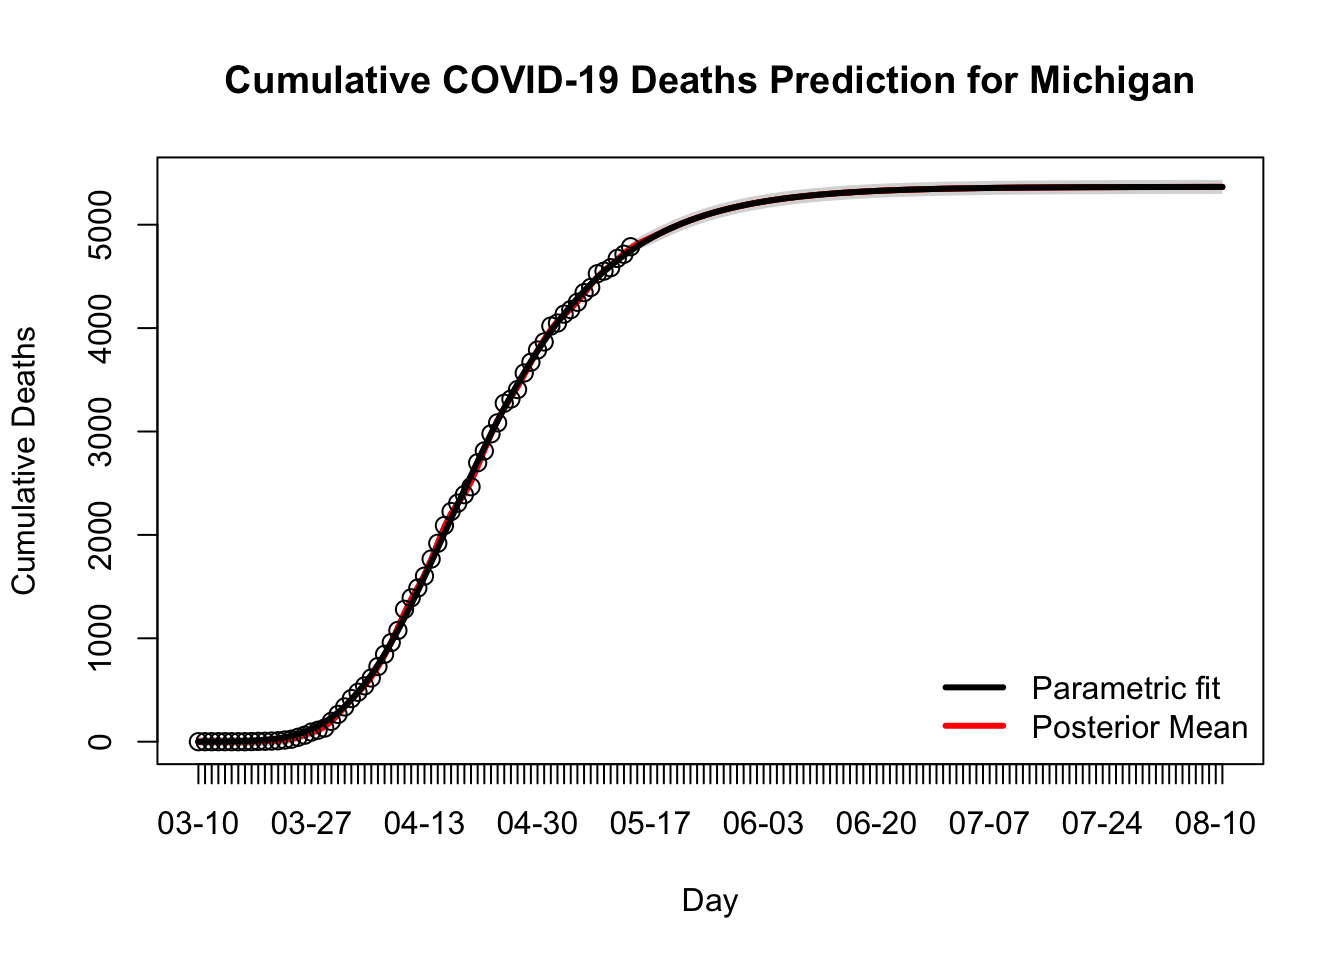 Cumulative COVID-19 Deaths Prediction for Michigan
Cumulative Deaths
5000
4000
3000
2000
1000
0
Parametric fit
Posterior Mean
03-10 03-27 04-13 04-30 05-17 06-03 06-20 07-07 07-24 08-10
Day